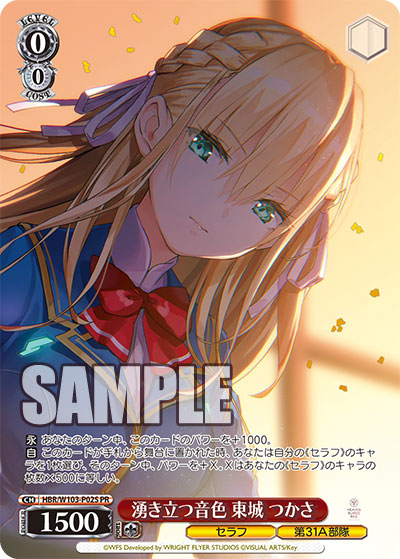 LEVEL
0
0
COST
SAMPLE
永 あなたのターン中、このカードのパワーを＋1000。
自 このカードが手札から舞台に置かれた時、あなたは自分の《セラフ》のキャ
ラを1枚選び、そのターン中、パワーを＋X。Xはあなたの《セラフ》のキャラの
枚数×500に等しい。
CH HBR/W103-P02S PR
湧き立つ音色 東城 つかさ
1500
セラフ
第31A部隊
©WFS Developed by WRIGHT FLYER STUDIOS ©VISUAL ARTS/Key